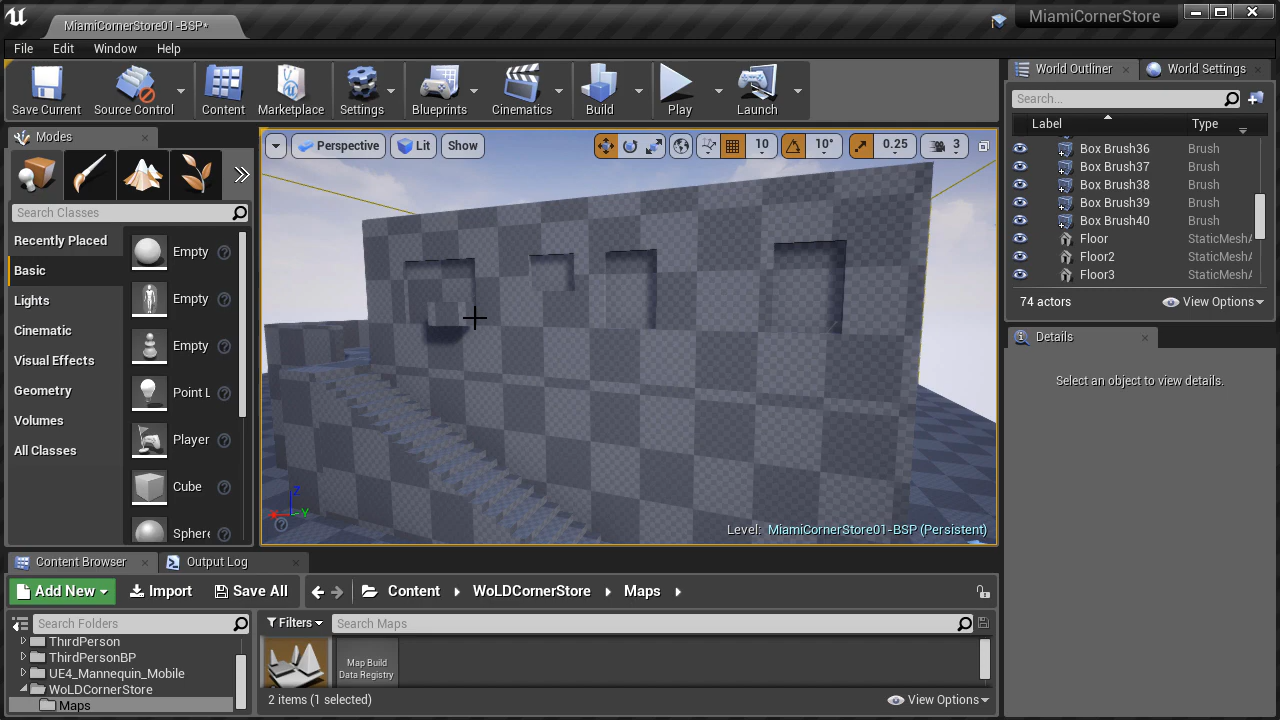 MiamiCornerStore01-BSP*
MiamiCornerStore
File Edit Window Help
Save Current Source Control Content Marketplace Settings Blueprints Cinematics Build Play Launch
World Outliner World Settings
Search...
Label Type
Box Brush36 Brush
Box Brush37 Brush
Box Brush38 Brush
Box Brush39 Brush
Box Brush40 Brush
Floor StaticMeshA
Floor2 StaticMeshA
Floor3 StaticMeshA
74 actors View Options
Details
Select an object to view details.
Modes
Search Classes
Recently Placed
Basic
Lights
Cinematic
Visual Effects
Geometry
Volumes
All Classes
Empty
Empty
Empty
Point L
Player
Cube
Sphere
Perspective Lit Show 10 10° 0.25 3
Z
X Y
Level: MiamiCornerStore01-BSP (Persistent)
Content Browser Output Log
Add New Import Save All Content WoLDCornerStore Maps
Search Folders
ThirdPerson
ThirdPersonBP
UE4_Mannequin_Mobile
WoLDCornerStore
Maps
Filters Search Maps
Map Build
Data Registry
2 items (1 selected) View Options